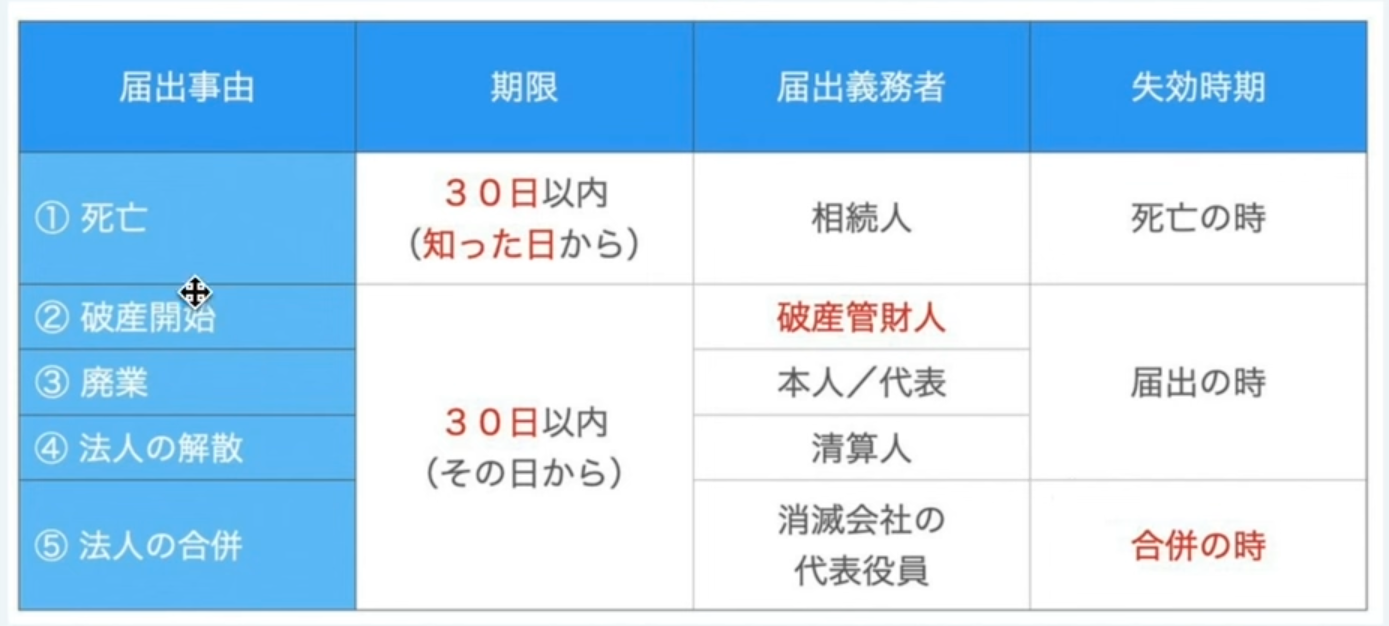 届出事由
期限
届出義務者
失効時期
① 死亡
３０日以内
（知った日から）
相続人
死亡の時
② 破産開始
破産管財人
③ 廃業
本人／代表
④ 法人の解散
清算人
３０日以内
（その日から）
届出の時
⑤ 法人の合併
消滅会社の
代表役員
合併の時